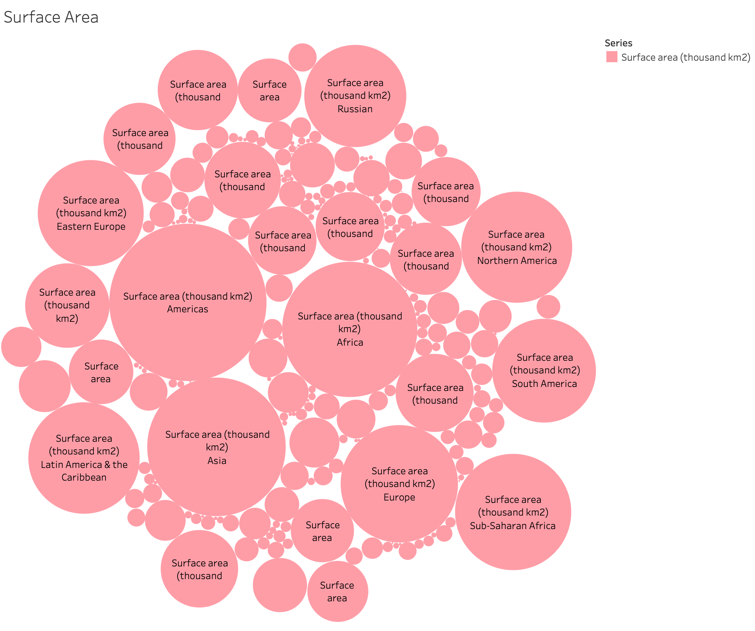 Surface Area
Series
Surface area (thousand km2)
Surface area
(thousand
Surface
area
Surface area
(thousand km2)
Russian
Surface area
(thousand
Surface area
(thousand
Surface area
(thousand
Surface area
(thousand km2)
Eastern Europe
Surface area
(thousand
Surface area
(thousand
Surface area
(thousand
Surface area
(thousand km2)
Northern America
Surface area
(thousand
km2)
Surface area (thousand km2)
Americas
Surface area (thousand
km2)
Africa
Surface
area
Surface area
(thousand
Surface area
(thousand km2)
South America
Surface area
(thousand km2)
Latin America & the
Caribbean
Surface area (thousand
km2)
Asia
Surface area
(thousand km2)
Europe
Surface area
(thousand km2)
Sub-Saharan Africa
Surface
area
Surface area
(thousand
Surface
area